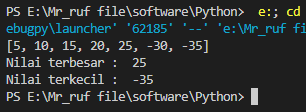 PS E:\Mr_ruf file\software\Python>  e:; cd
ebugpy\launcher' '62185' '--' 'e:\Mr_ruf fi
[5, 10, 15, 20, 25, -30, -35]
Nilai terbesar :  25
Nilai terkecil :  -35
PS E:\Mr_ruf file\software\Python>